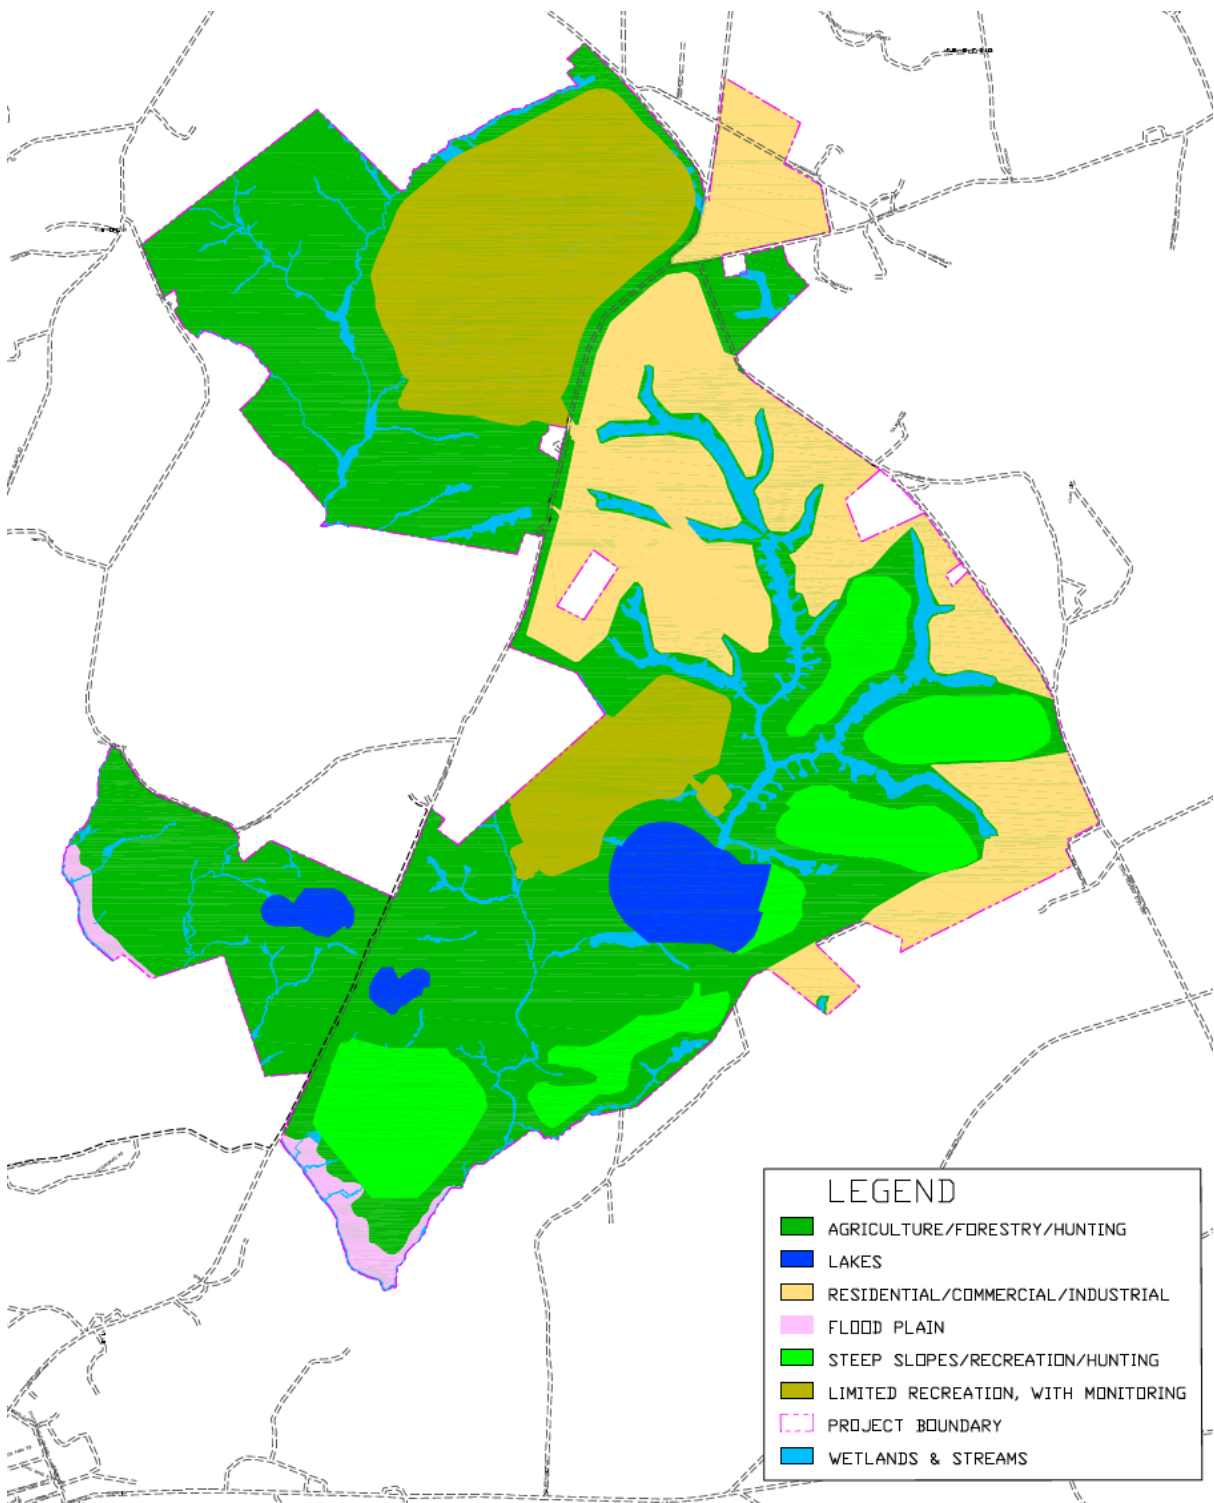 LEGEND
AGRICULTURE/FORESTRY/HUNTING
LAKES
RESIDENTIAL/COMMERCIAL/INDUSTRIAL
FLOOD PLAIN
STEEP SLOPES/RECREATION/HUNTING
LIMITED RECREATION, WITH MONITORING
PROJECT BOUNDARY
WETLANDS & STREAMS